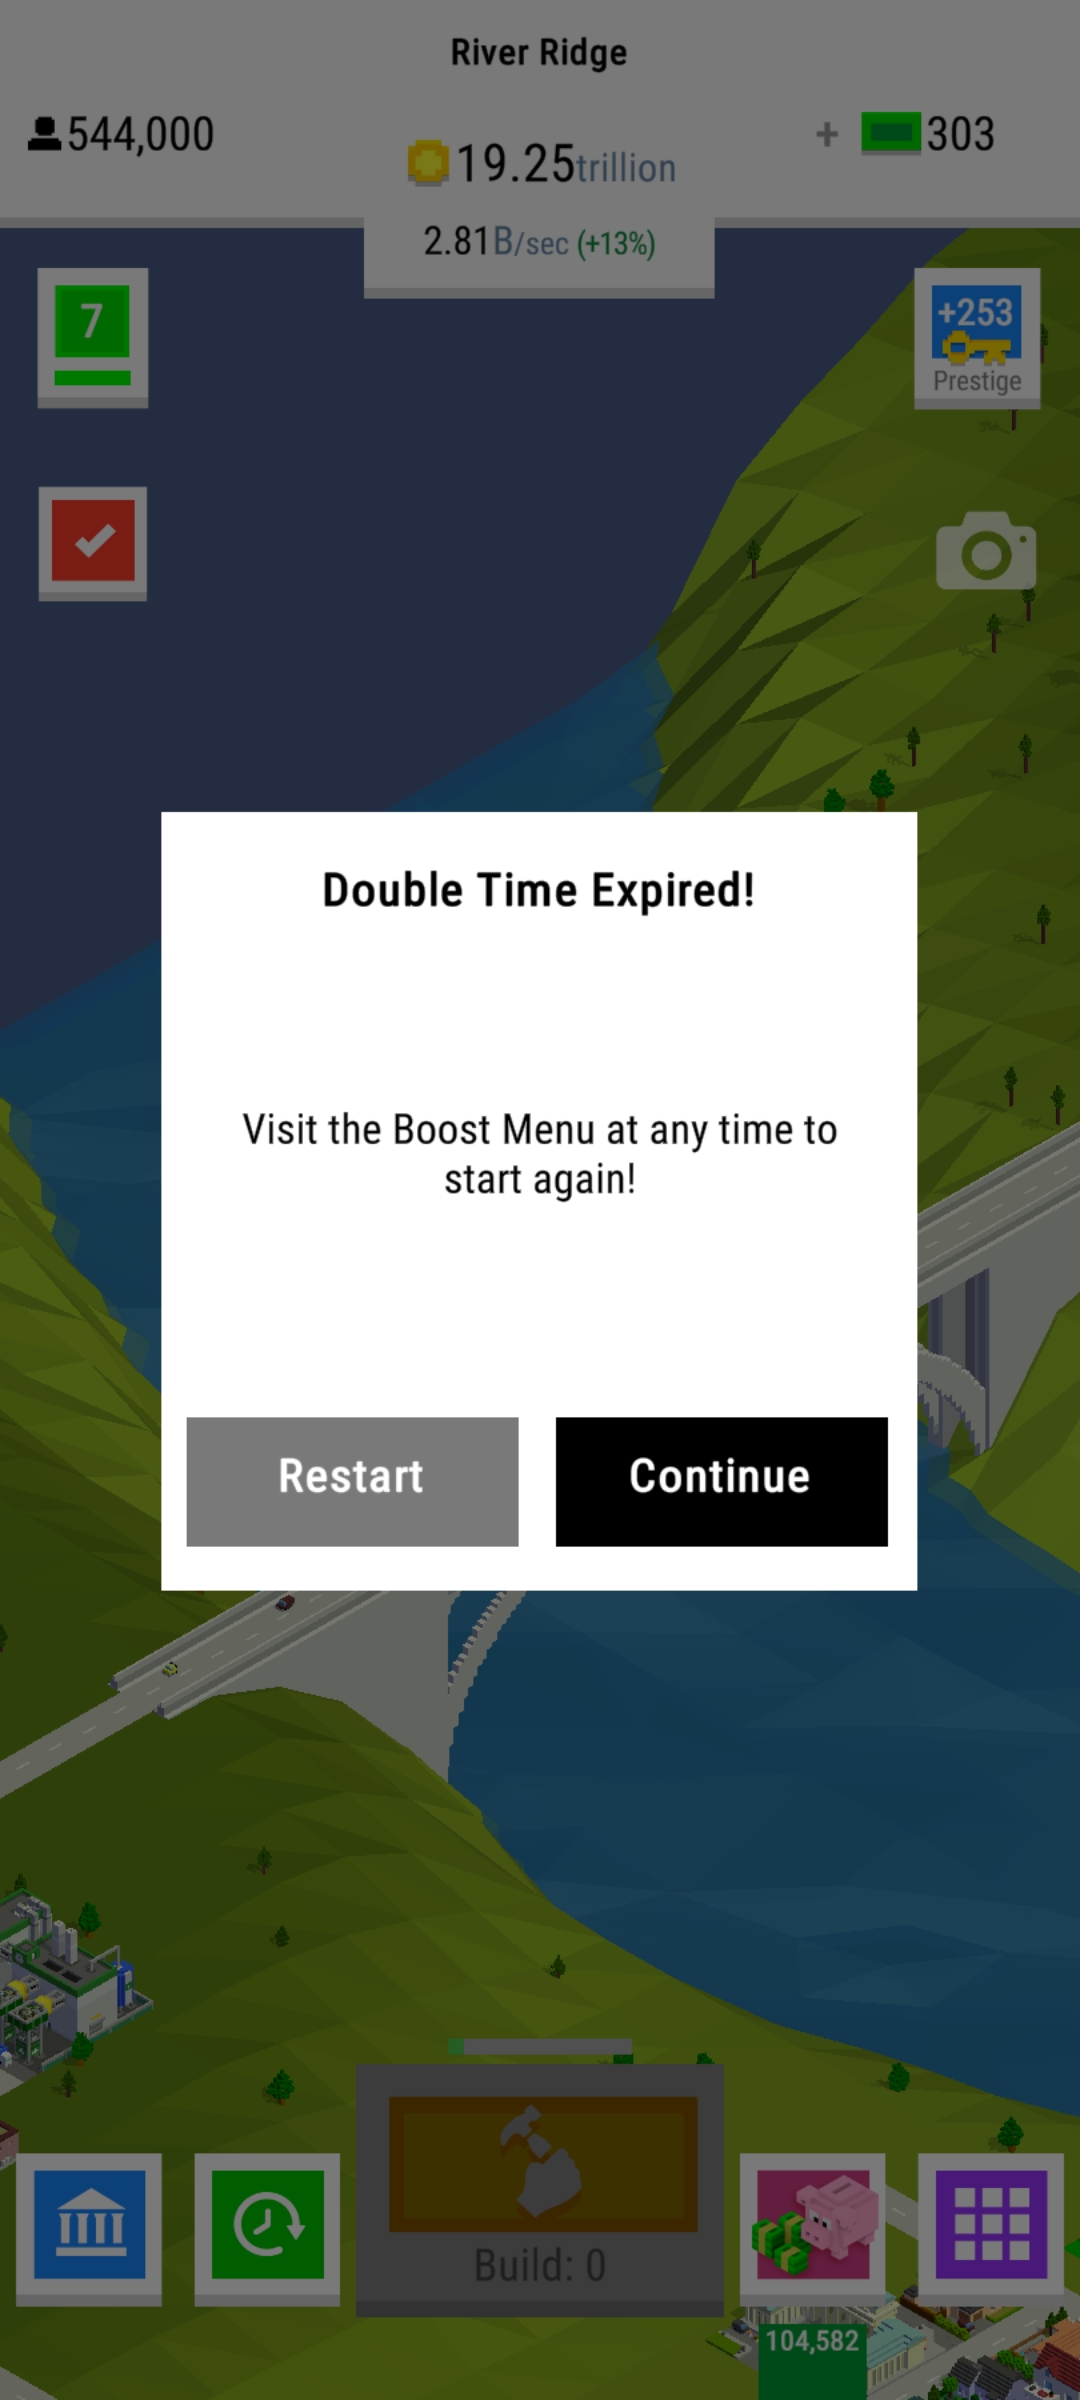 River Ridge
544,000
19.25trillion
+ 303
2.81B/sec (+13%)
7
+253
Prestige
Double Time Expired!
Visit the Boost Menu at any time to
start again!
Restart
Continue
Build: 0
104,582